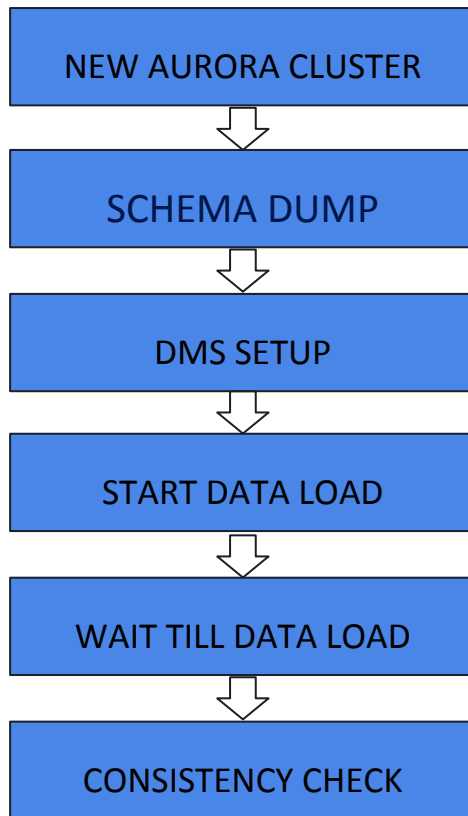 NEW AURORA CLUSTER
SCHEMA DUMP
DMS SETUP
START DATA LOAD
WAIT TILL DATA LOAD
CONSISTENCY CHECK